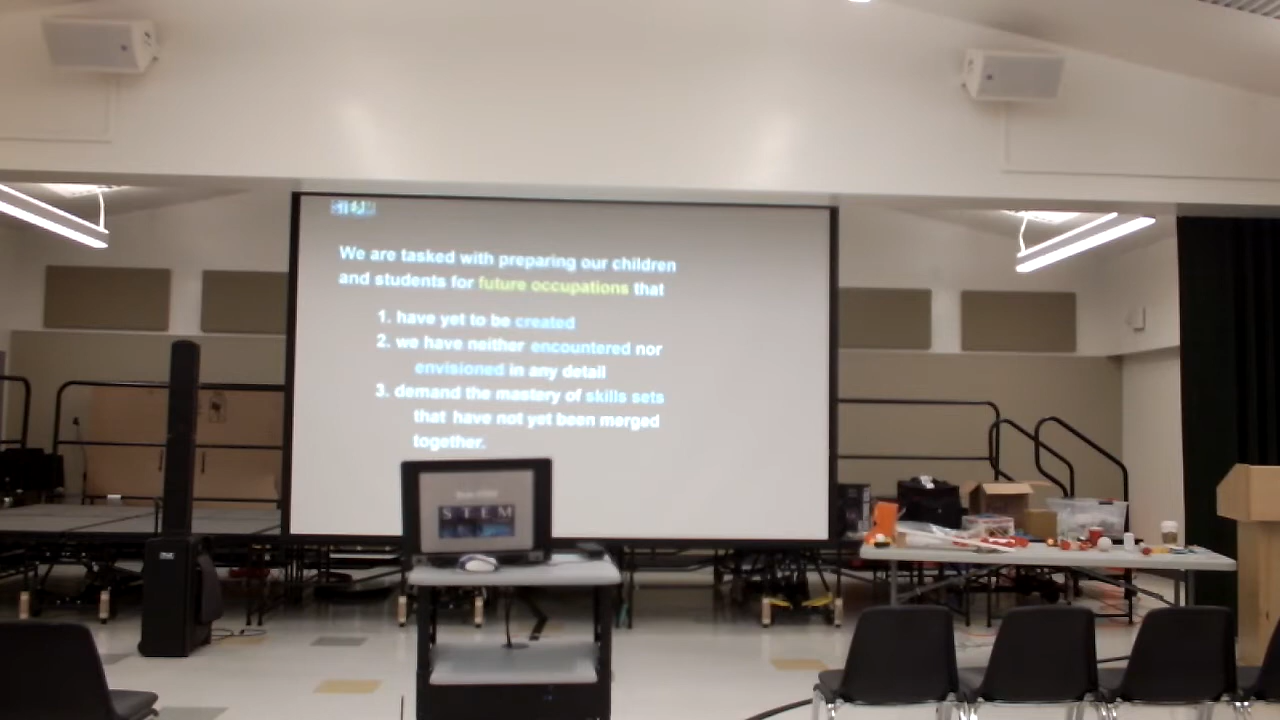 We are tasked with preparing our children
and students for future occupations that
1. have yet to be created
2. we have neither encountered nor
envisioned in any detail
3. demand the mastery of skills sets
that have not yet been merged
together.
STEM